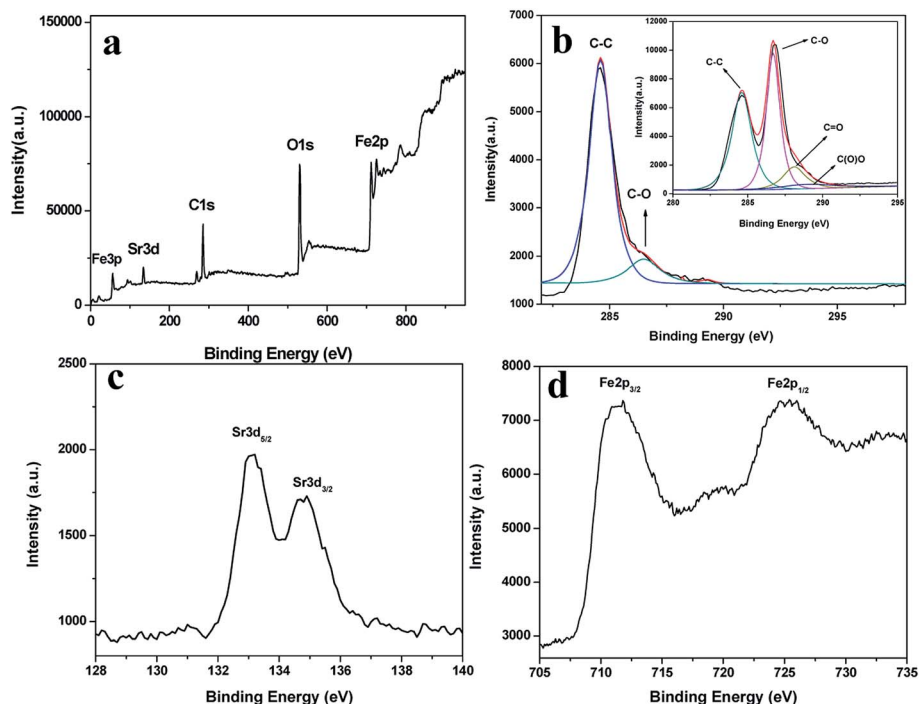 a
150000
100000
50000
0
Intensity(a.u.)
Fe3p
Sr3d
C1s
O1s
Fe2p
0 200 400 600 800
Binding Energy (eV)
b
7000
6000
5000
4000
3000
2000
1000
Intensity (a.u.)
C-C
C-O
285 290 295
Binding Energy (eV)
12000
10000
8000
6000
4000
2000
0
Intensity(a.u.)
C-C
C-O
C=O
C(O)O
280 285 290 295
Binding Energy (eV)
c
2500
2000
1500
1000
Intensity (a.u.)
Sr3d5/2
Sr3d3/2
128 130 132 134 136 138 140
Binding Energy (eV)
d
8000
7000
6000
5000
4000
3000
Intensity (a.u.)
Fe2p3/2
Fe2p1/2
705 710 715 720 725 730 735
Binding Energy (eV)